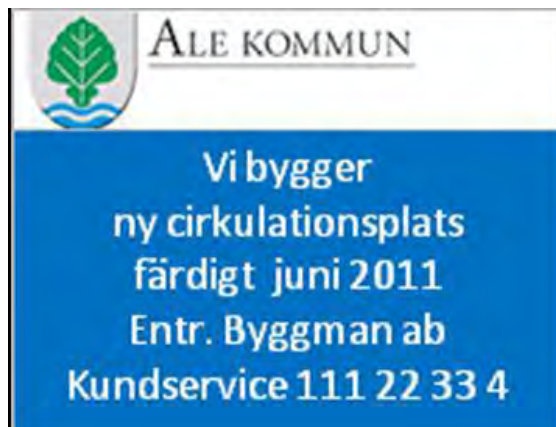 ALE KOMMUN
Vi bygger
ny cirkulationsplats
färdigt juni 2011
Entr. Byggman ab
Kundservice 111 22 33 4